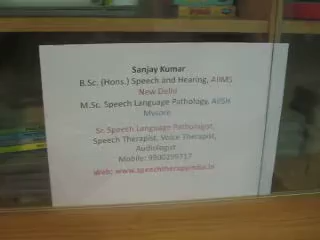 Sanjay Kumar
B.Sc. (Hons.) Speech and Hearing, AIIMS
New Delhi
M.Sc. Speech Language Pathology, AIISH
Mysore
Sr. Speech Language Pathologist,
Speech Therapist, Voice Therapist,
Audiologist
Mobile:
Web: www.speechtherapyindia.in